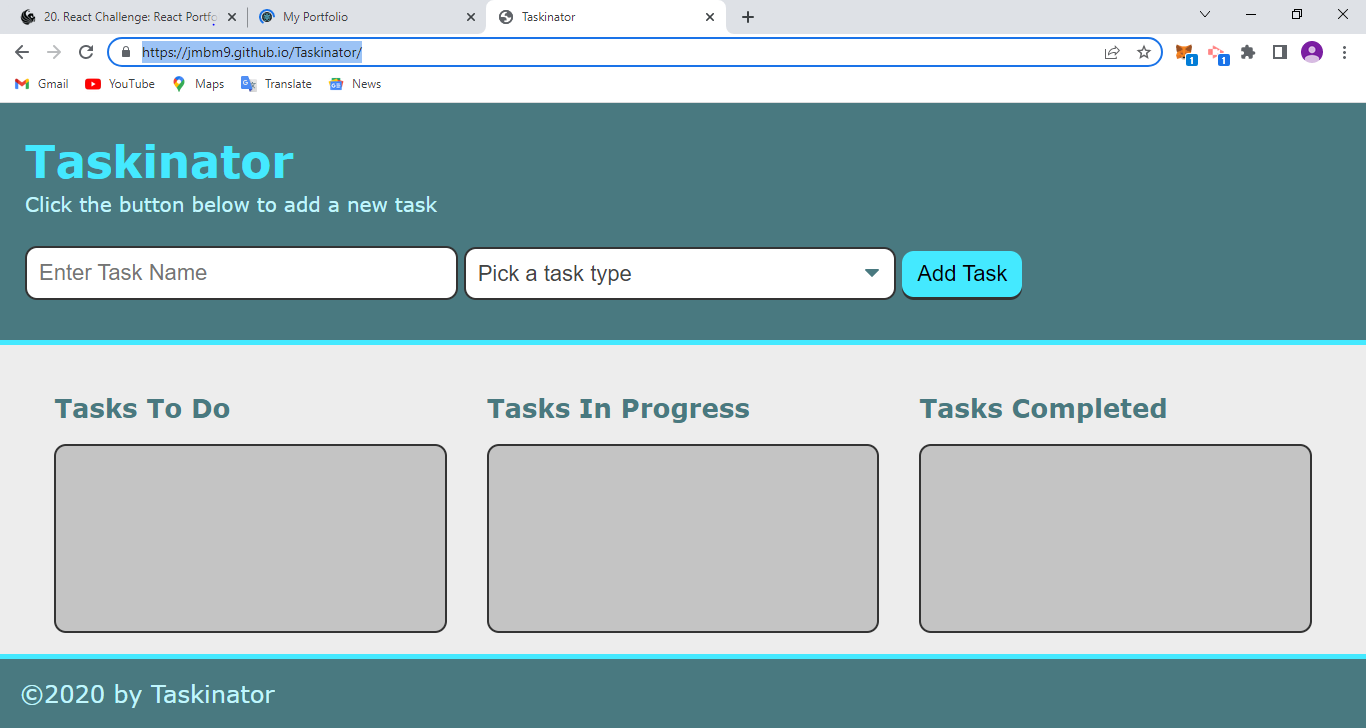 20. React Challenge: React Portfo
My Portfolio
Taskinator
https://jmbm9.github.io/Taskinator/
1
1
Gmail
YouTube
Maps
Translate
News
Taskinator
Click the button below to add a new task
Enter Task Name
Pick a task type
Add Task
Tasks To Do
Tasks In Progress
Tasks Completed
©2020 by Taskinator